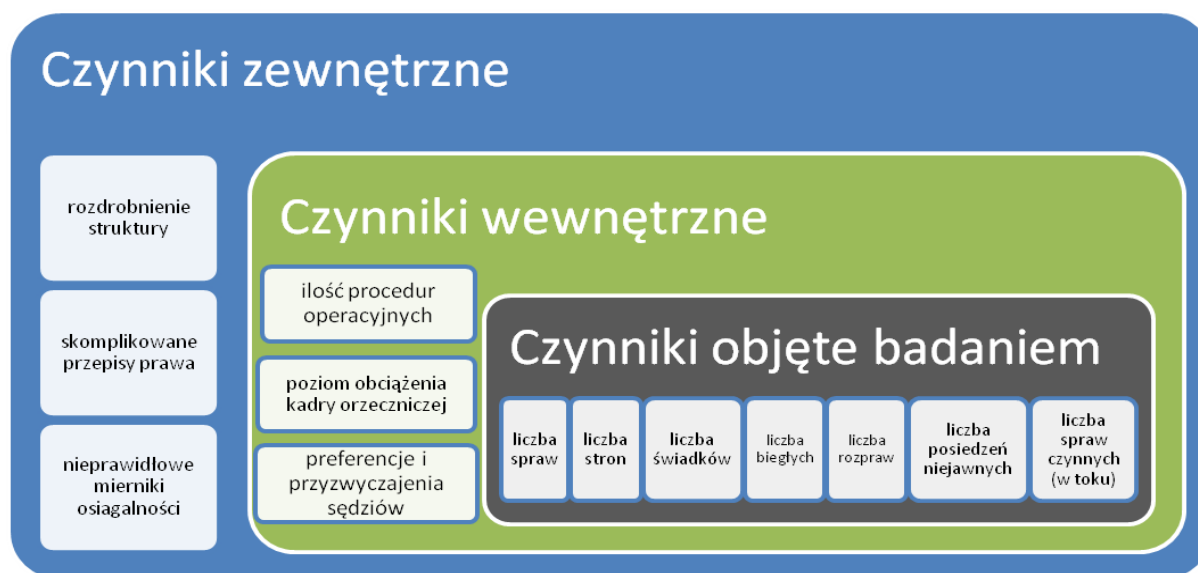 Czynniki zewnętrzne
rozdrobnienie
struktury
skomplikowane
przepisy prawa
nieprawidłowe
mierniki
osiagalności
Czynniki wewnętrzne
ilość procedur
operacyjnych
poziom obciążenia
kadry orzeczniczej
preferencje i
przyzwyczajenia
sędziów
Czynniki objęte badaniem
liczba
spraw
liczba
stron
liczba
świadków
liczba
biegłych
liczba
rozpraw
liczba
posiedzeń
niejawnych
liczba
spraw
czynnych
(w toku)